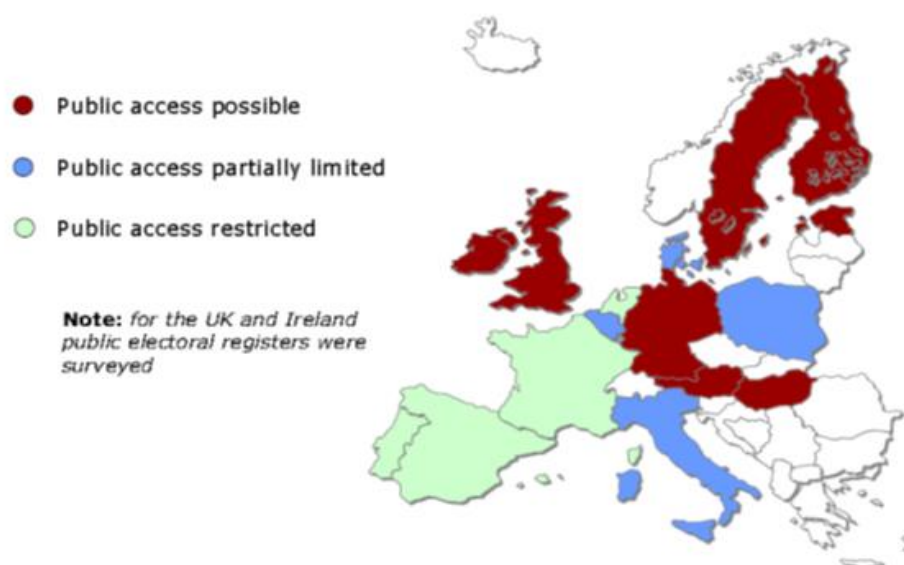 Public access possible
Public access partially limited
Public access restricted
Note: for the UK and Ireland
public electoral registers were
surveyed